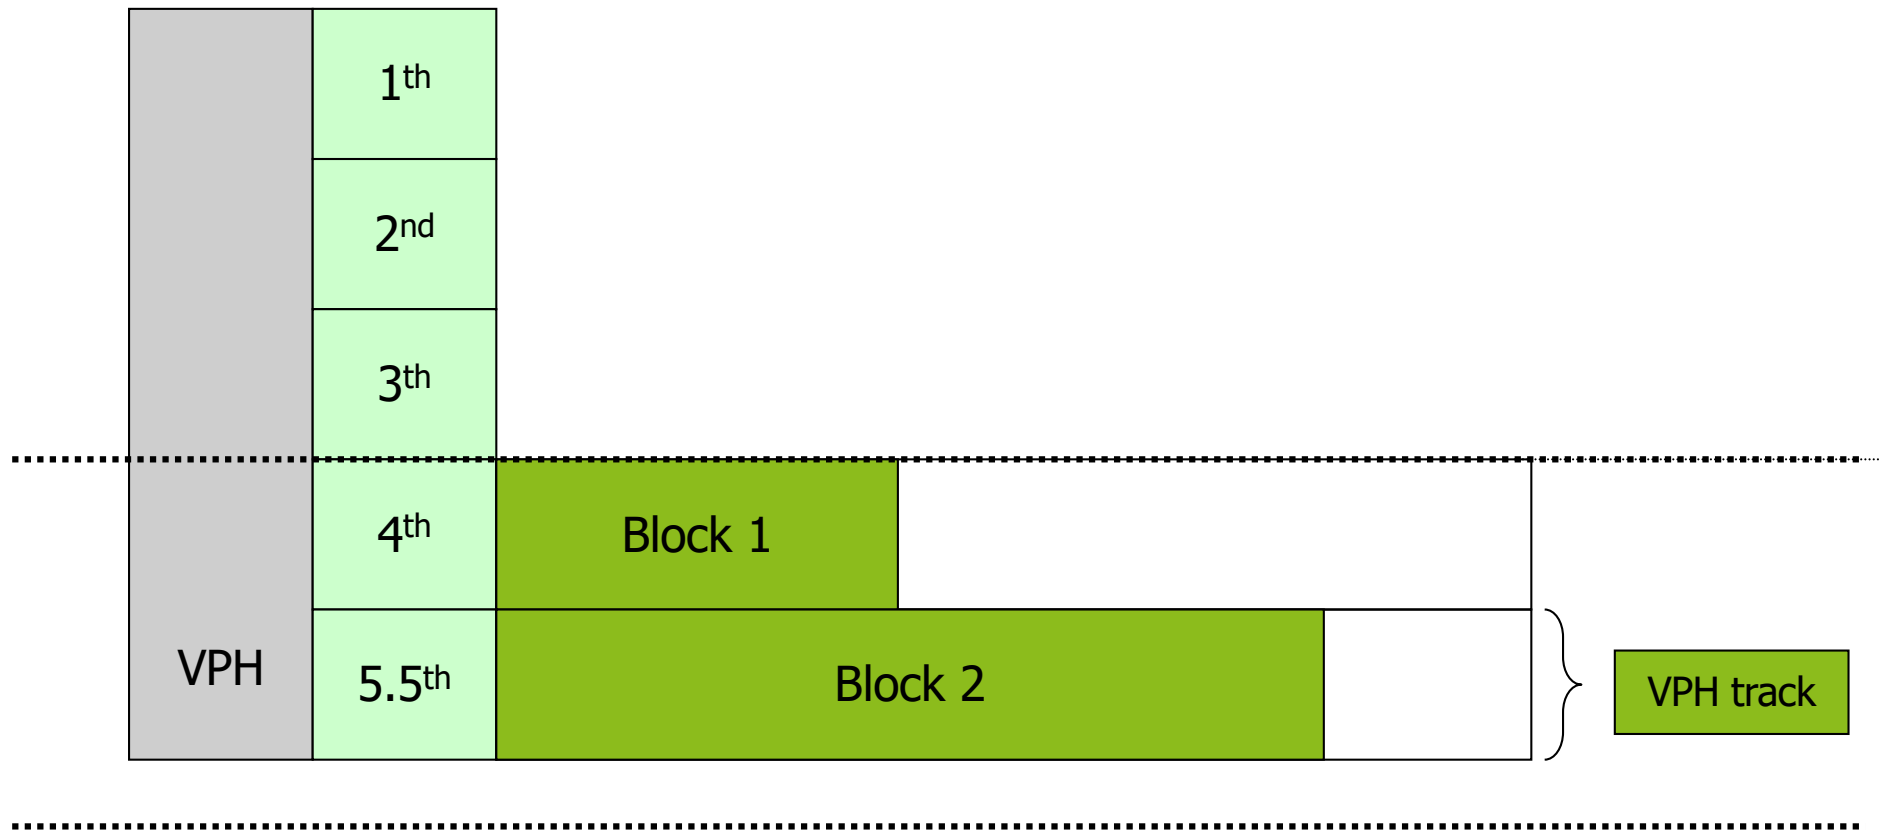 1th
2nd
3th
4th
Block 1
VPH
5.5th
Block 2
VPH track